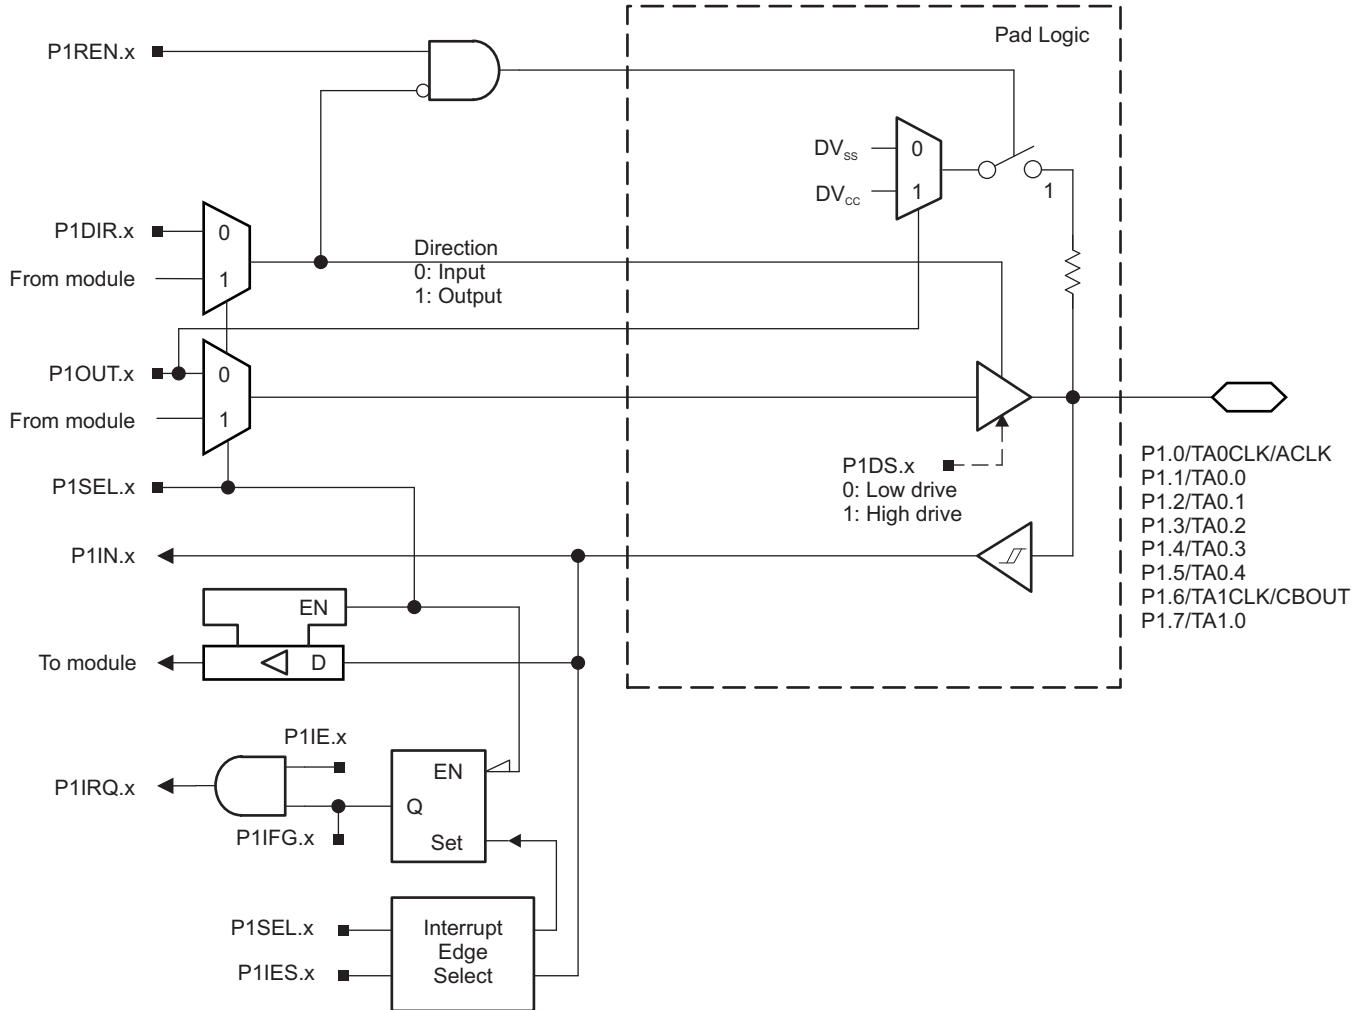 Pad Logic
P1REN.x
DVSS
0
DVCC
1
1
P1DIR.x
0
From module
1
Direction
0: Input
1: Output
P1OUT.x
0
From module
1
P1SEL.x
P1DS.x
0: Low drive
1: High drive
P1.0/TA0CLK/ACLK
P1.1/TA0.0
P1.2/TA0.1
P1.3/TA0.2
P1.4/TA0.3
P1.5/TA0.4
P1.6/TA1CLK/CBOUT
P1.7/TA1.0
P1IN.x
EN
To module
D
P1IE.x
P1IRQ.x
EN
Q
P1IFG.x
Set
P1SEL.x
P1IES.x
Interrupt
Edge
Select